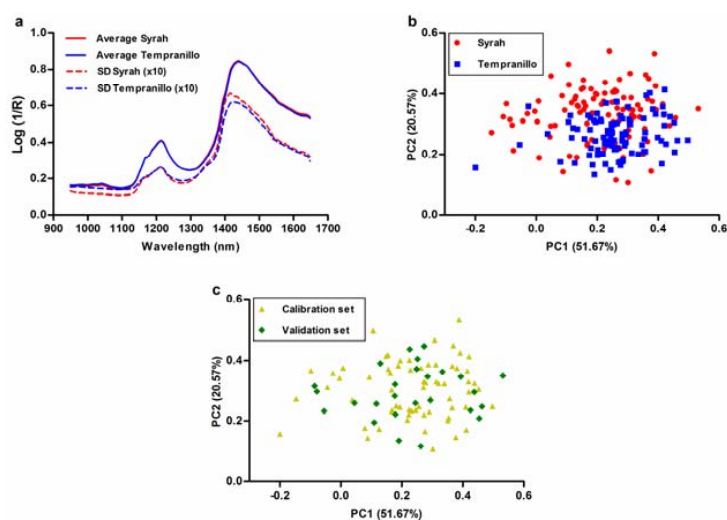 a
Average Syrah
Average Tempranillo
SD Syrah (x10)
SD Tempranillo (x10)
Log (1/R)
1.0
0.8
0.6
0.4
0.2
0.0
900 1000 1100 1200 1300 1400 1500 1600 1700
Wavelength (nm)
b
Syrah
Tempranillo
PC2 (20.57%)
0.6
0.4
0.2
0.0
-0.2 0.0 0.2 0.4 0.6
PC1 (51.67%)
c
Calibration set
Validation set
PC2 (20.57%)
0.6
0.4
0.2
0.0
-0.2 0.0 0.2 0.4 0.6
PC1 (51.67%)